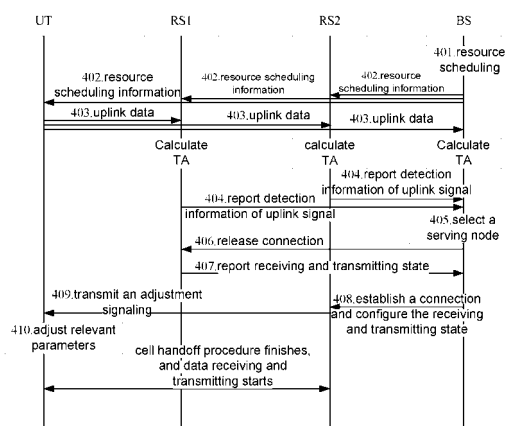 UT RS1 RS2 BS
401.resource
scheduling
402.resource
scheduling information
402.resource scheduling
information
402.resource
scheduling information
403.uplink data
403.uplink data
403.uplink data
Calculate
TA
calculate
TA
Calculate
TA
404.report detection
information of uplink signal
404.report detection
information of uplink signal
405.select a
serving node
406.release connection
407.report receiving and transmitting state
409.transmit an adjustment
signaling
408.establish a connection
and configure the receiving
and transmitting state
410.adjust relevant
parameters
cell handoff procedure finishes,
and data receiving and
transmitting starts